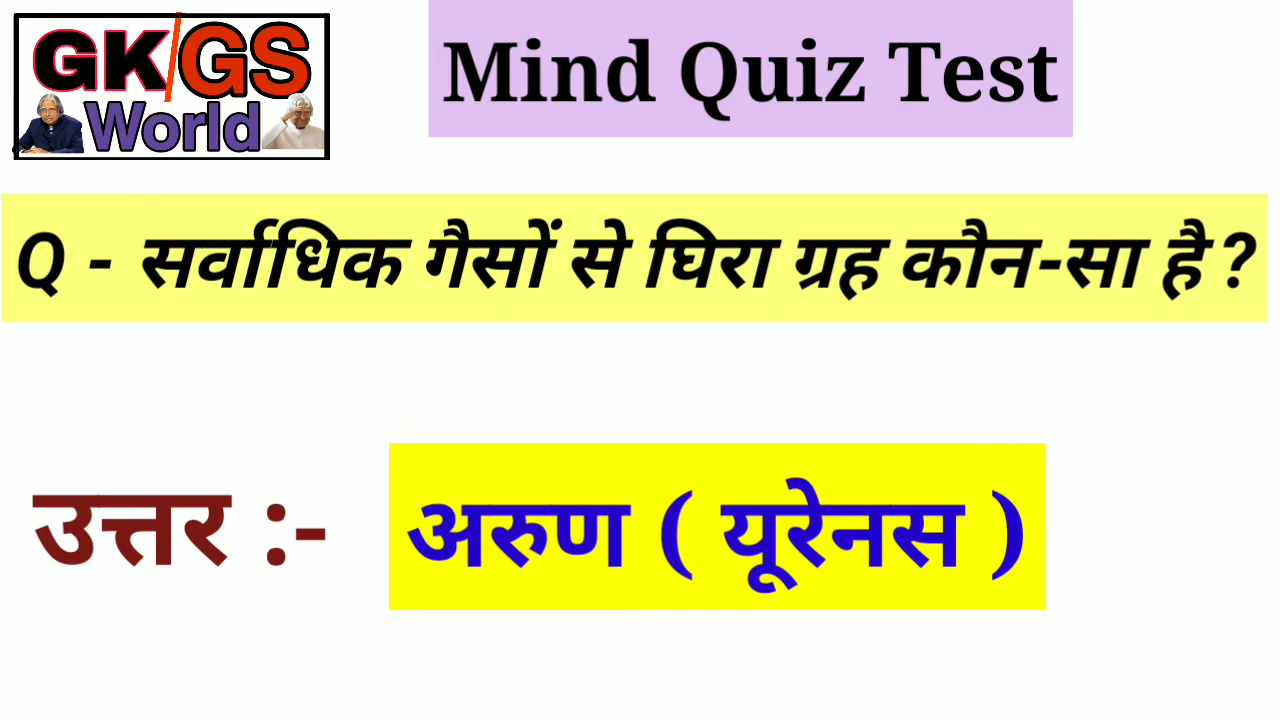 GK/GS
World
Mind Quiz Test
Q - सर्वाधिक गैसों से घिरा ग्रह कौन-सा है ?
उत्तर :- अरुण ( यूरेनस )